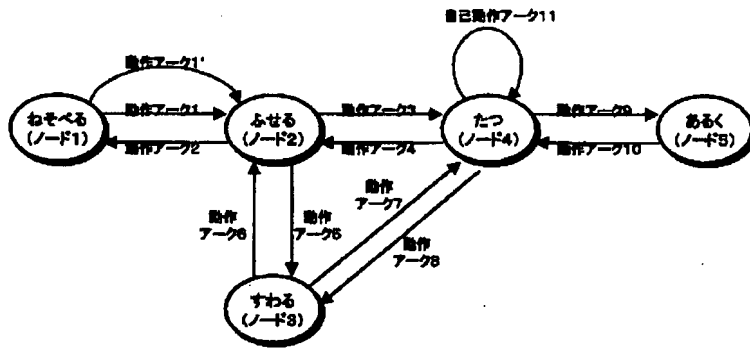 自己動作アーク11
動作アーク1'
ねそべる
(ノード1)
動作アーク1
動作アーク2
ふせる
(ノード2)
動作アーク3
動作アーク4
たつ
(ノード4)
動作アーク9
動作アーク10
あるく
(ノード5)
動作
アーク6
動作
アーク5
動作
アーク7
動作
アーク8
すわる
(ノード3)